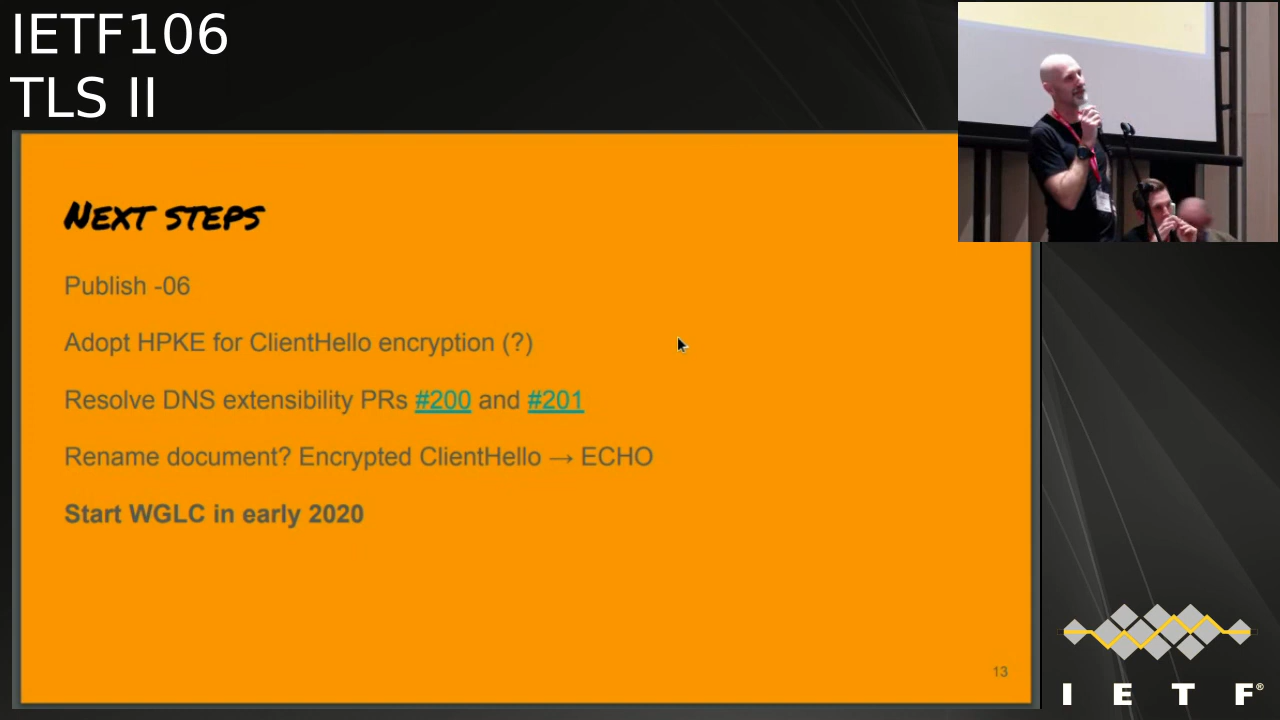 IETF106
TLS II
NEXT STEPS
Publish -06
Adopt HPKE for ClientHello encryption (?)
Resolve DNS extensibility PRs #200 and #201
Rename document? Encrypted ClientHello → ECHO
Start WGLC in early 2020
13
I E T F®